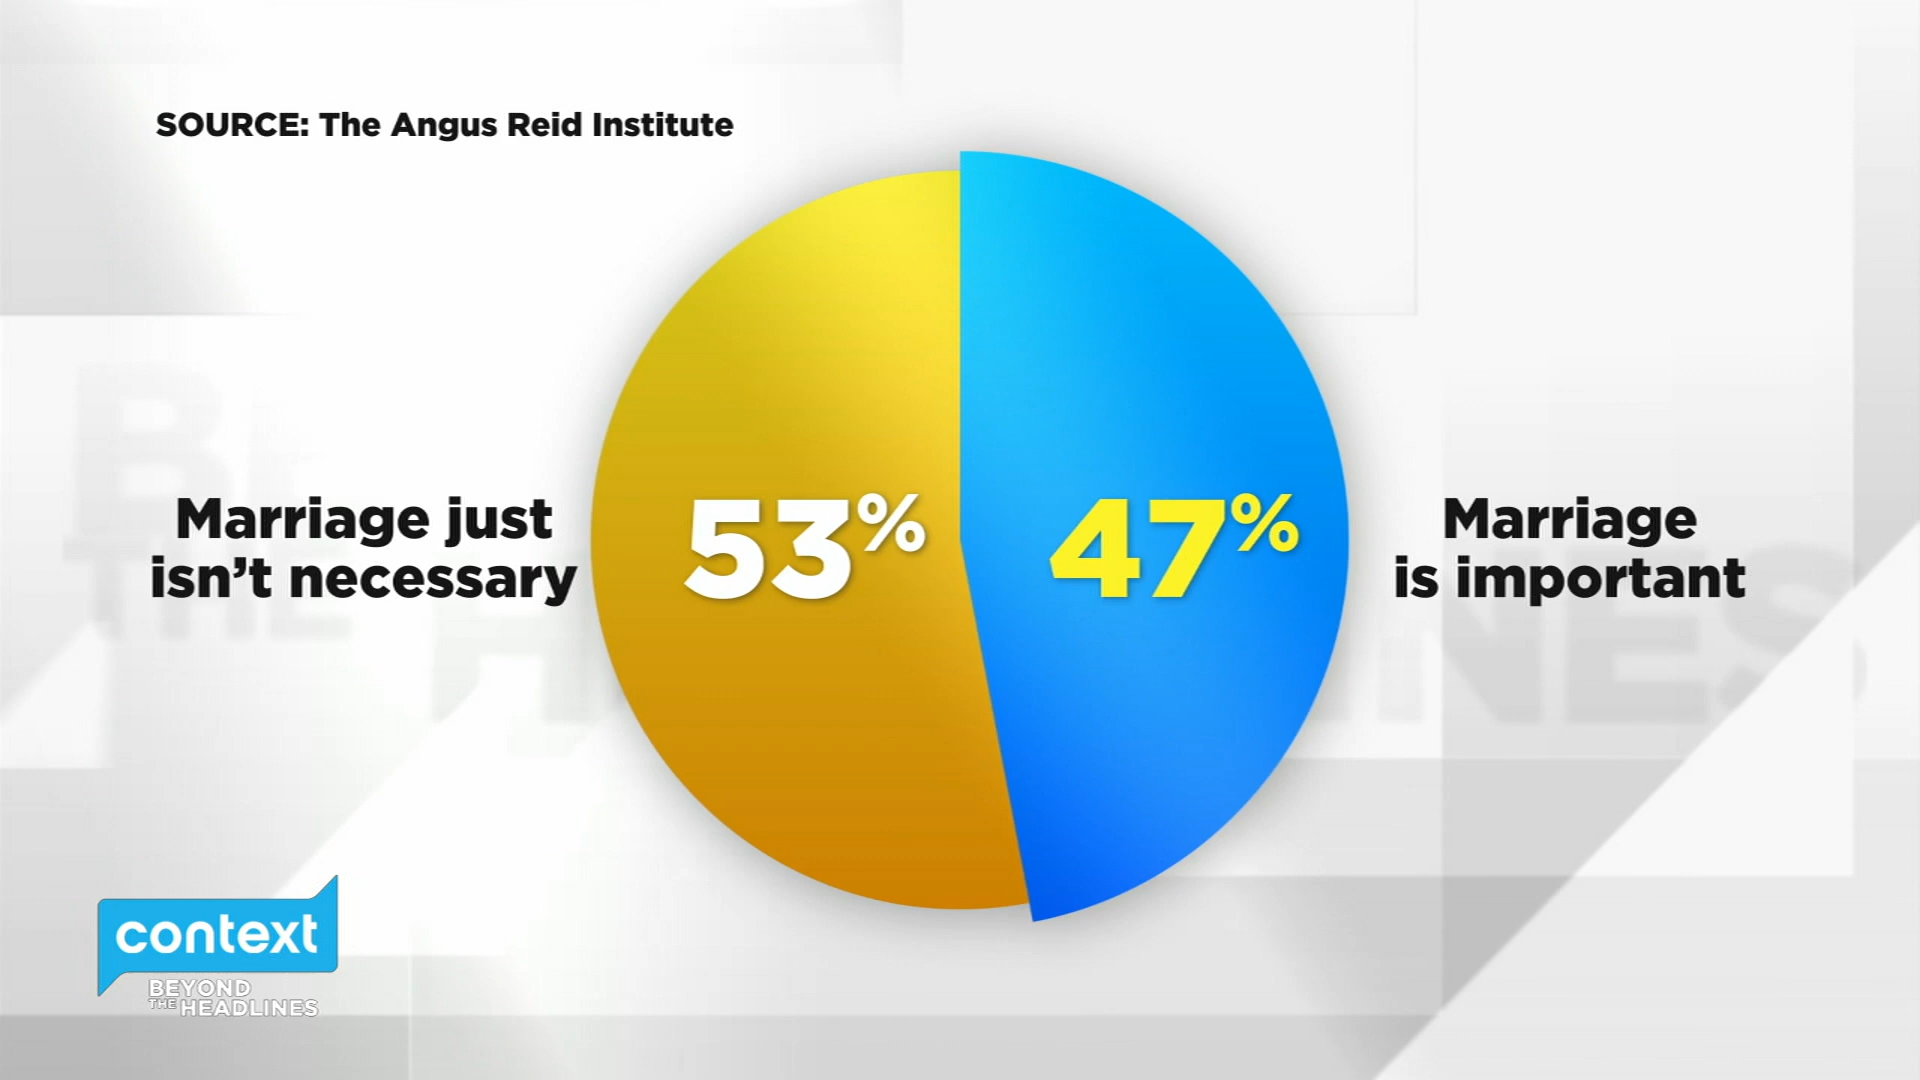 SOURCE: The Angus Reid Institute
Marriage just
isn't necessary
53%
47%
Marriage
is important
context
BEYOND
THE HEADLINES